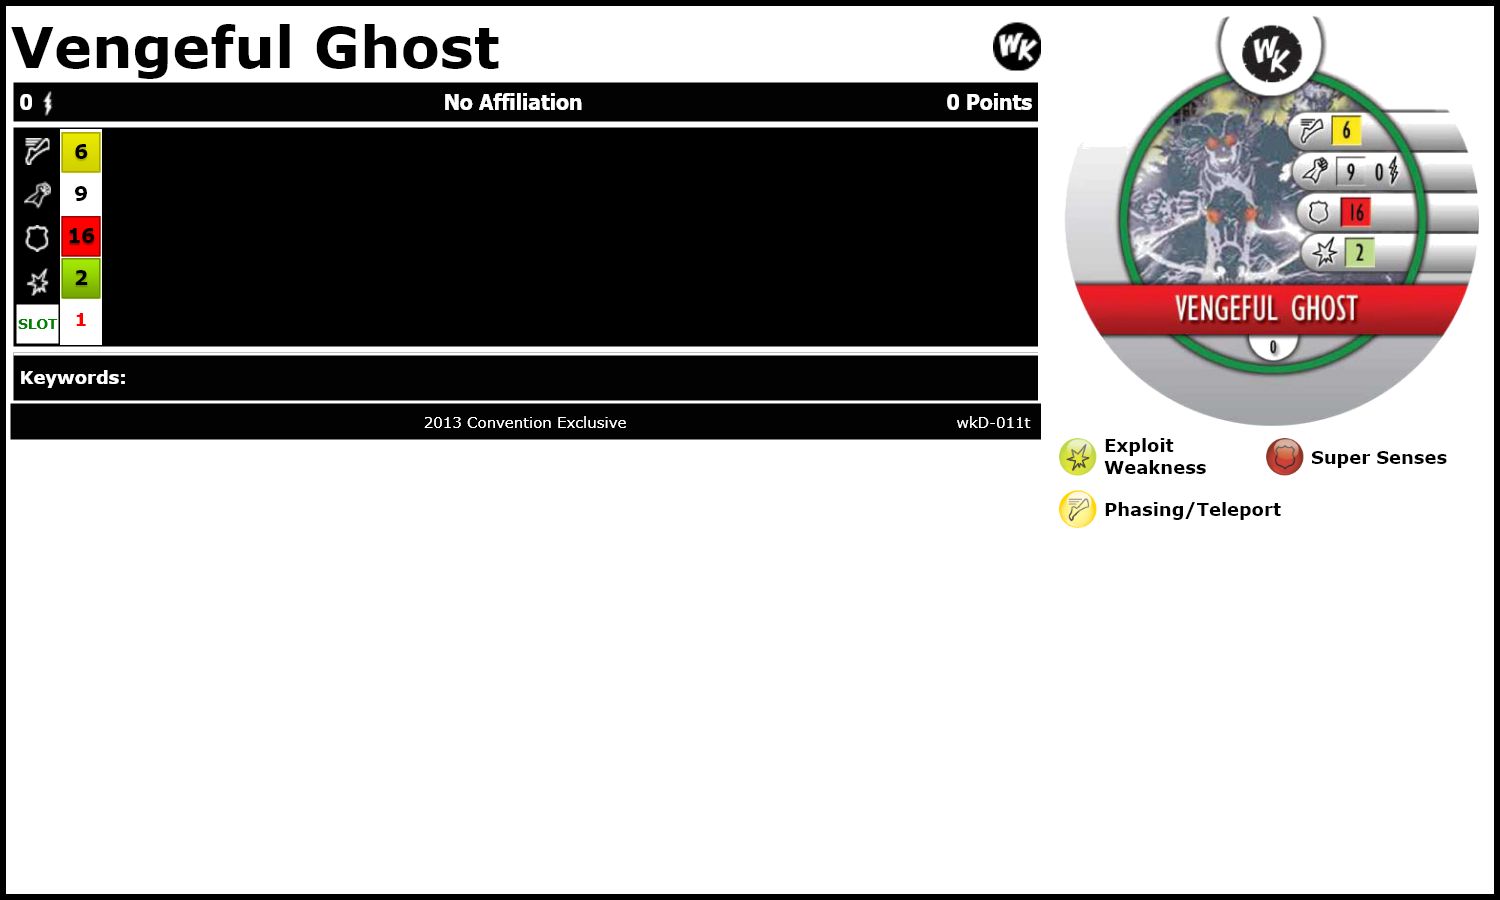 Vengeful Ghost
WK
0 No Affiliation 0 Points
6
9
16
2
SLOT 1
Keywords:
2013 Convention Exclusive wkD-011t
WK
6
9 0
16
2
VENGEFUL GHOST
0
Exploit
Weakness
Super Senses
Phasing/Teleport